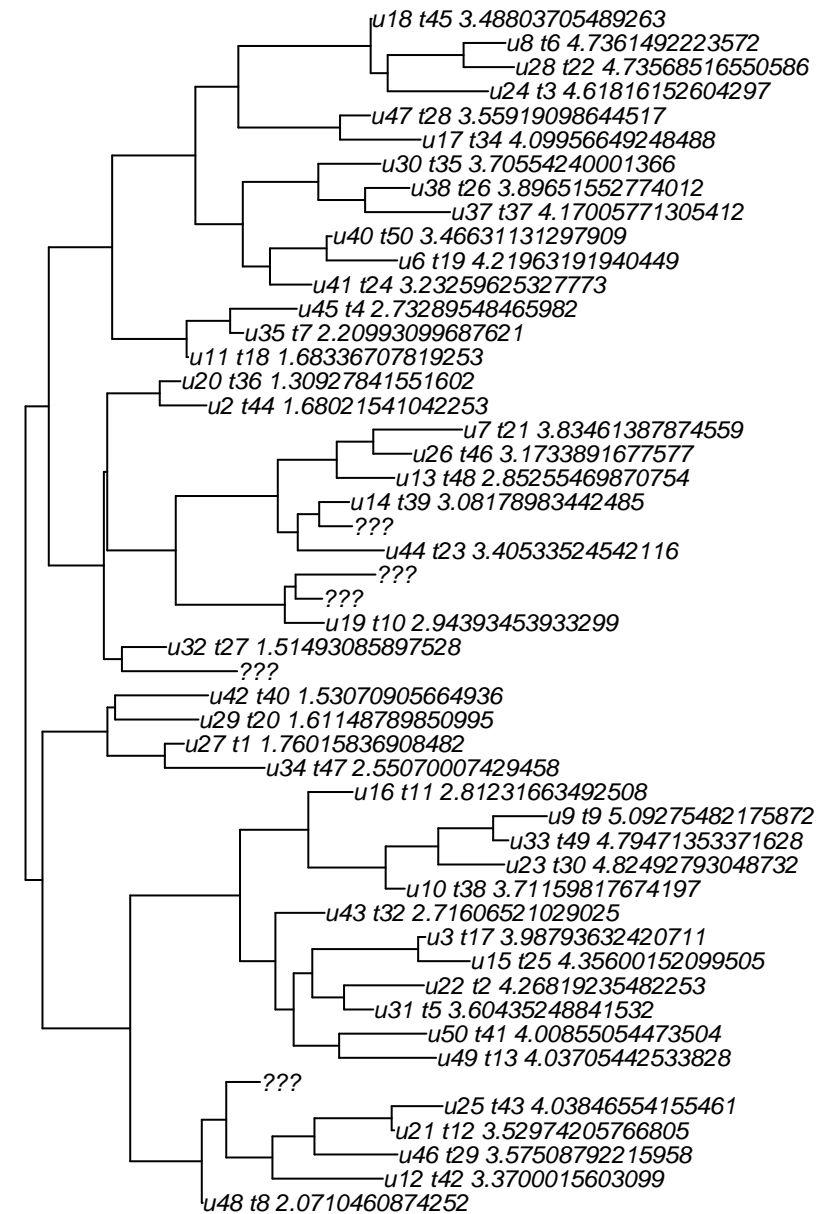 u18 t45 3.48803705489263
u8 t6 4.7361492223572
u28 t22 4.73568516550586
u24 t3 4.61816152604297
u47 t28 3.55919098644517
u17 t34 4.09956649248488
u30 t35 3.70554240001366
u38 t26 3.89651552774012
u37 t37 4.17005771305412
u40 t50 3.46631131297909
u6 t19 4.21963191940449
u41 t24 3.23259625327773
u45 t4 2.73289548465982
u35 t7 2.20993099687621
u11 t18 1.68336707819253
u20 t36 1.30927841551602
u2 t44 1.68021541042253
u7 t21 3.83461387874559
u26 t46 3.1733891677577
u13 t48 2.85255469870754
u14 t39 3.08178983442485
???
u44 t23 3.40533524542116
???
???
u19 t10 2.94393453933299
u32 t27 1.51493085897528
???
u42 t40 1.53070905664936
u29 t20 1.61148789850995
u27 t1 1.76015836908482
u34 t47 2.55070007429458
u16 t11 2.81231663492508
u9 t9 5.09275482175872
u33 t49 4.79471353371628
u23 t30 4.82492793048732
u10 t38 3.71159817674197
u43 t32 2.71606521029025
u3 t17 3.98793632420711
u15 t25 4.35600152099505
u22 t2 4.26819235482253
u31 t5 3.60435248841532
u50 t41 4.00855054473504
u49 t13 4.03705442533828
???
u25 t43 4.03846554155461
u21 t12 3.52974205766805
u46 t29 3.57508792215958
u12 t42 3.3700015603099
u48 t8 2.0710460874252